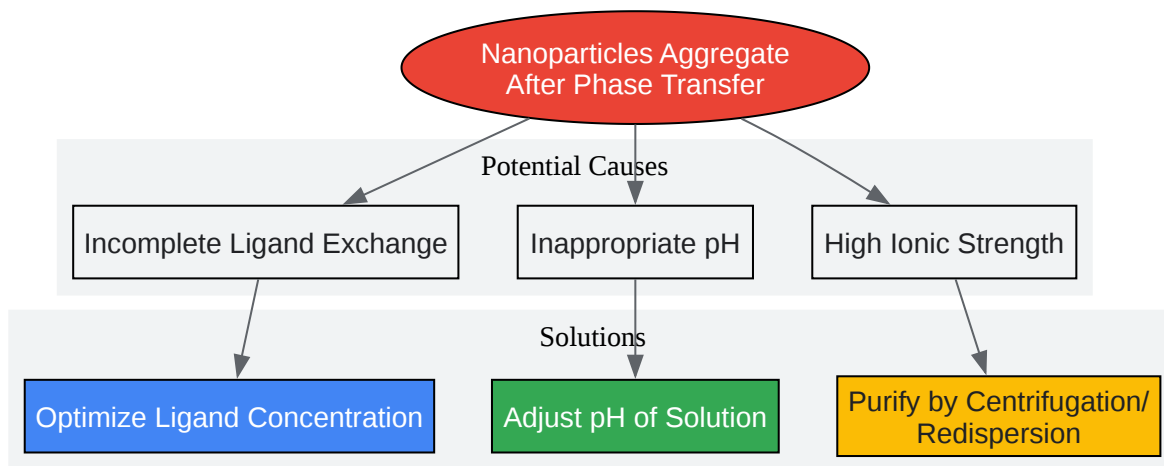 Nanoparticles Aggregate
After Phase Transfer
Potential Causes
Incomplete Ligand Exchange
Inappropriate pH
High Ionic Strength
Solutions
Optimize Ligand Concentration
Adjust pH of Solution
Purify by Centrifugation/
Redispersion